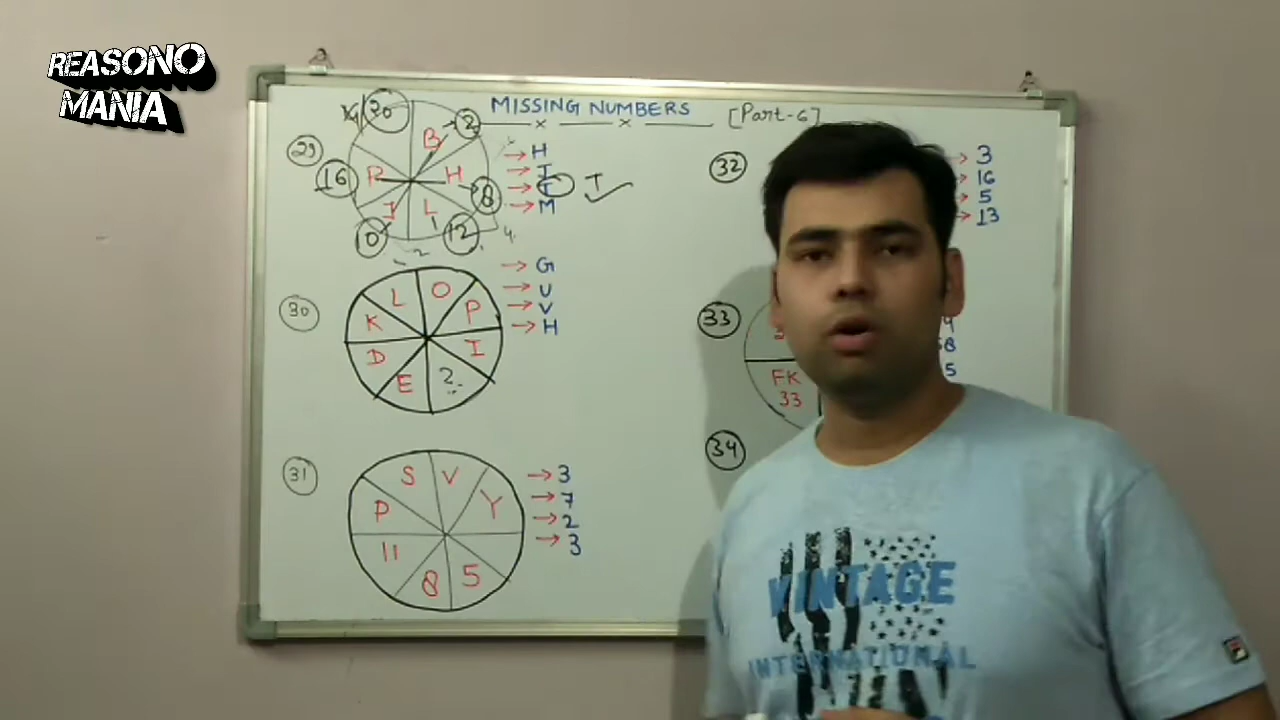 REASONO
MANIA
MISSING NUMBERS
[Part-6]
29
20
B
2
16
P
H
8
J
L
10
12
→ H
→ I
→ M
T
30
L
O
K
P
D
I
E
?
→ G
→ U
→ V
→ H
31
S
V
P
Y
11
8
5
→ 3
→ 7
→ 2
→ 3
32
→ 3
16
→ 5
→ 13
33
FK
33
5
34
VINTAGE
INTERNATIONAL